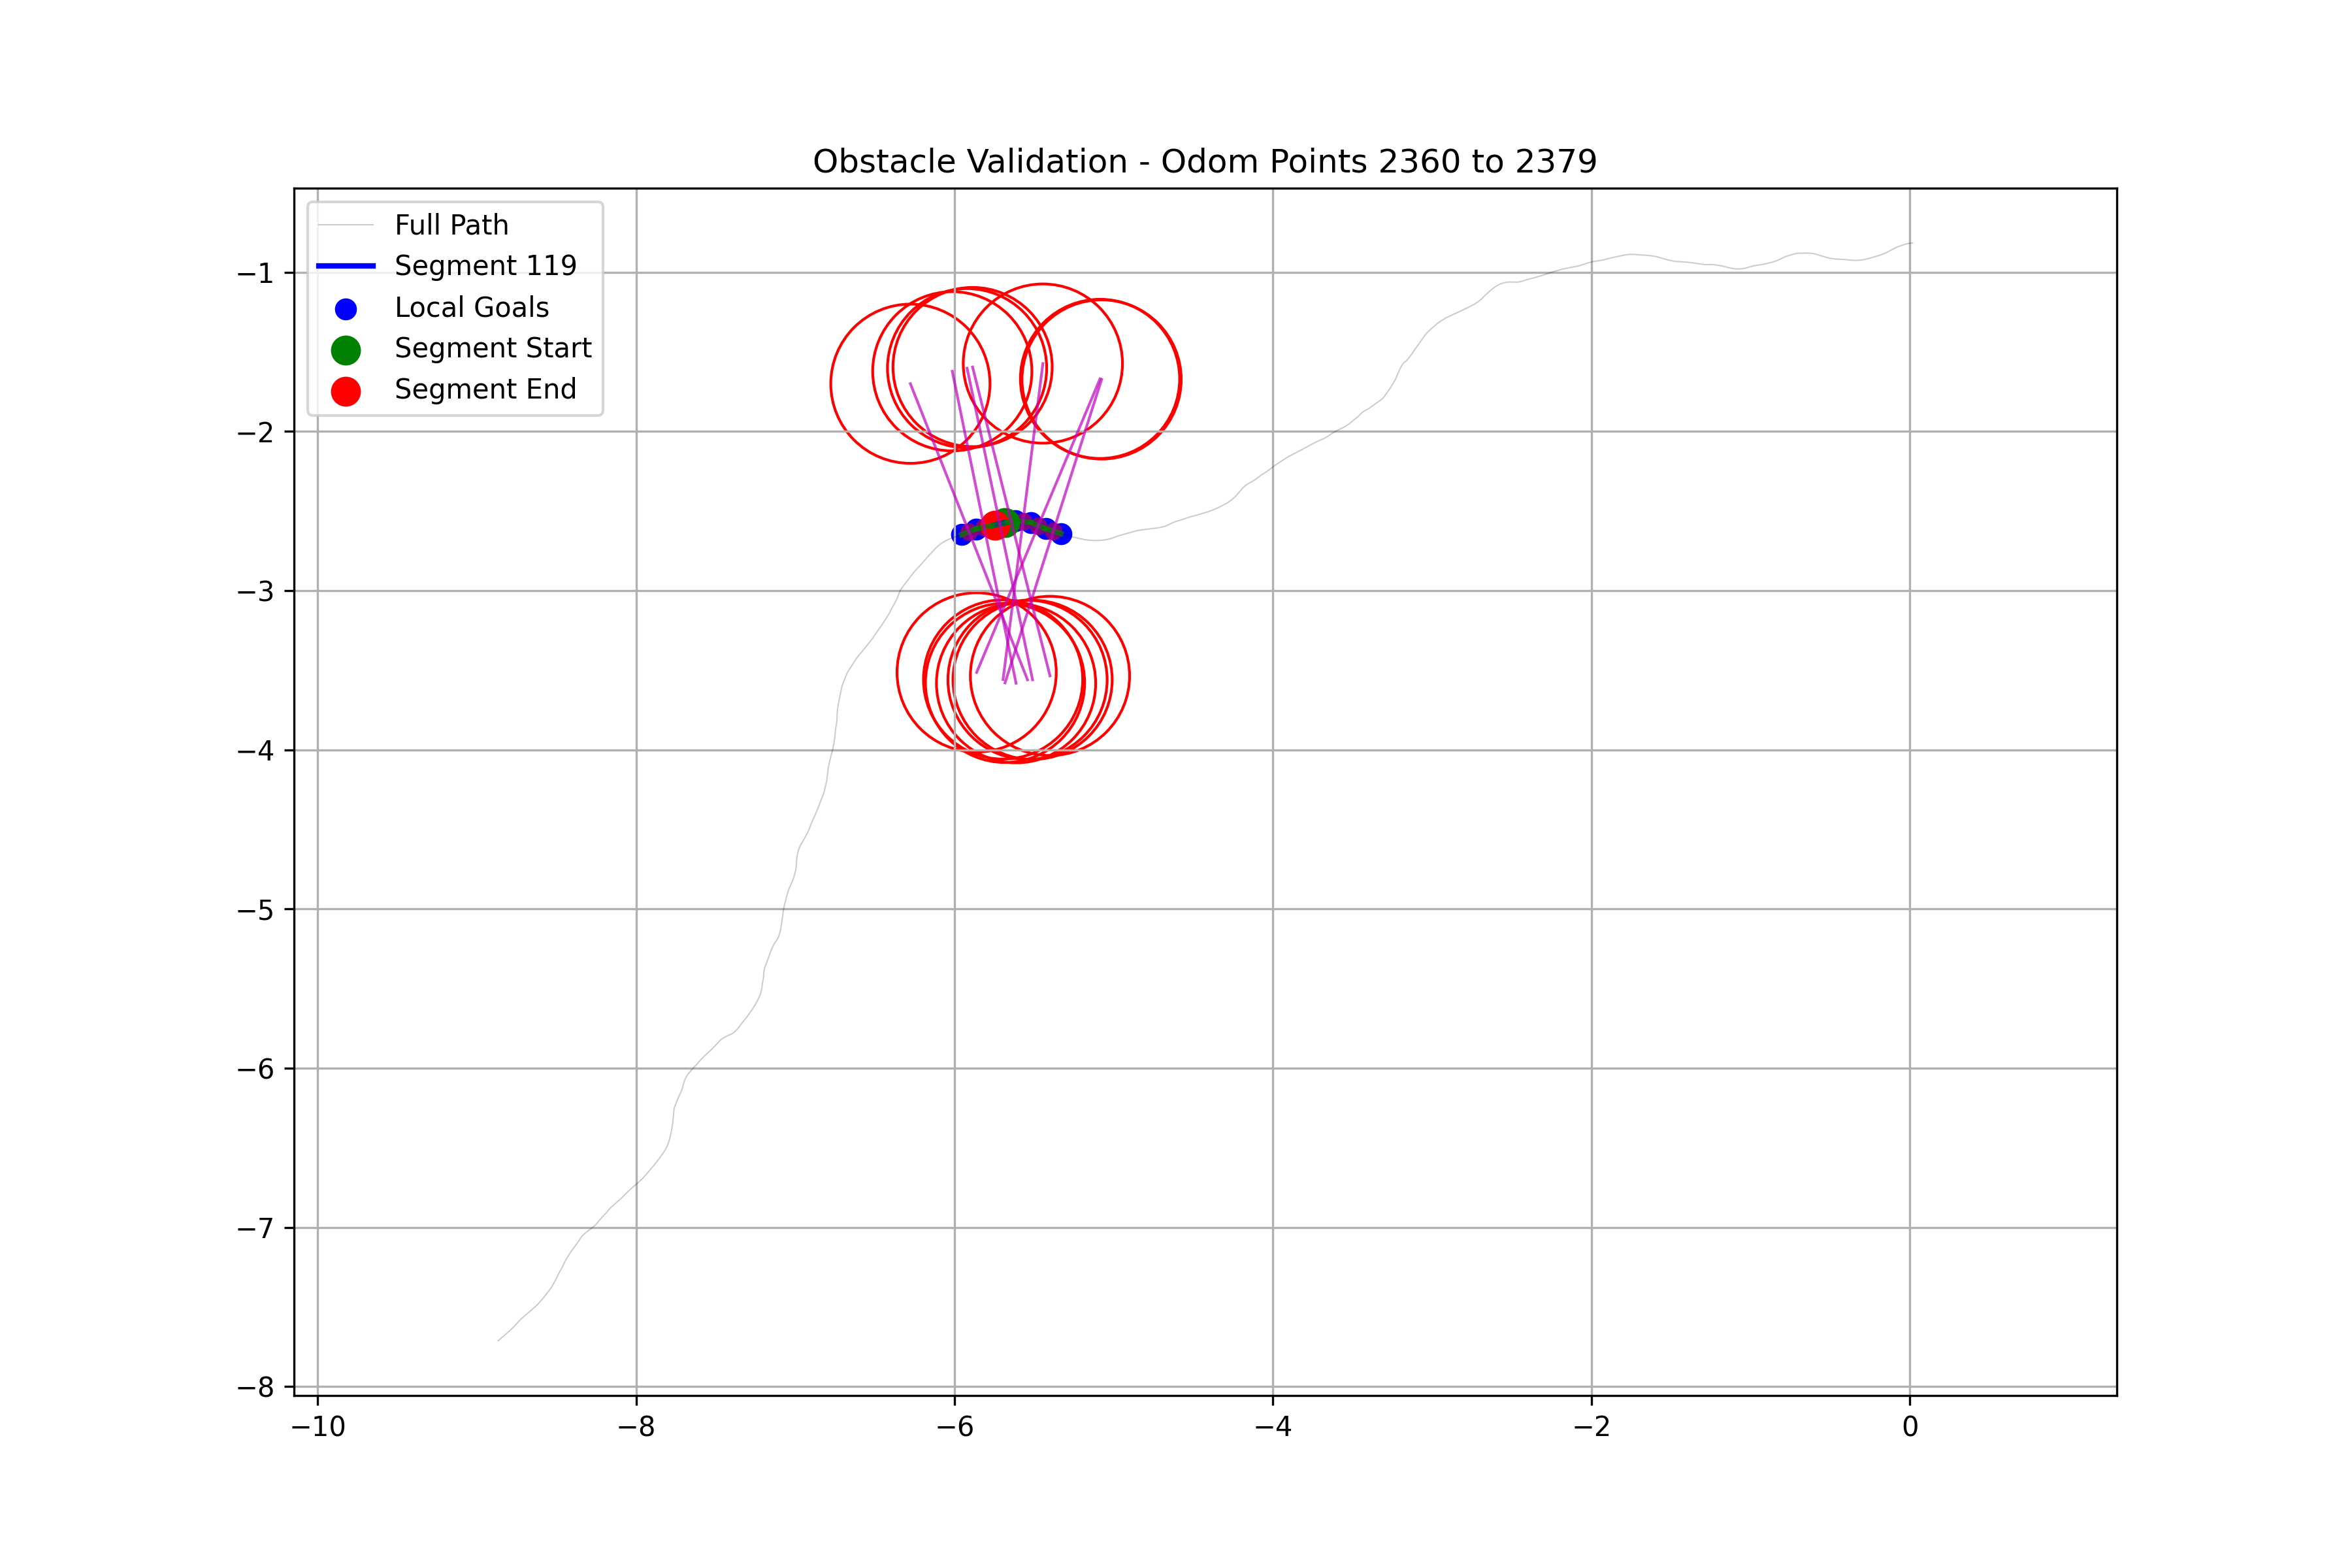 Obstacle Validation - Odom Points 2360 to 2379
Full Path
Segment 119
Local Goals
Segment Start
Segment End
−1
−2
−3
−4
−5
−6
−7
−8
−10 −8 −6 −4 −2 0